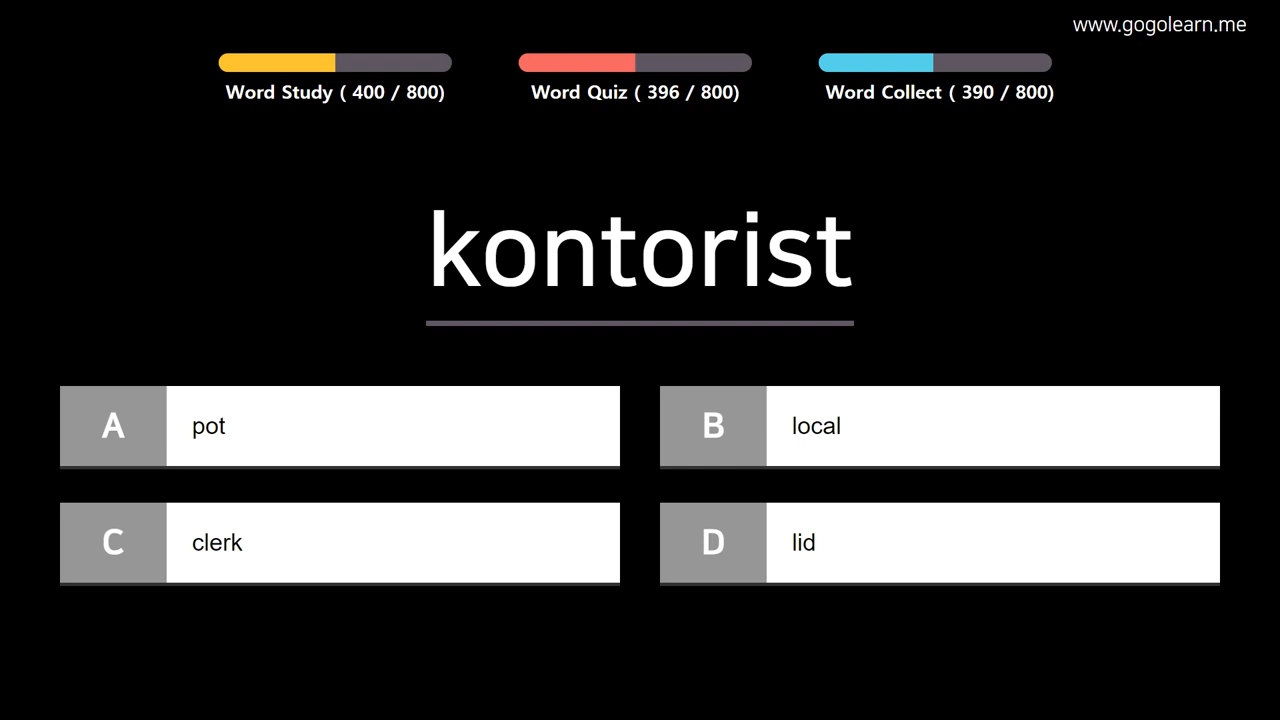 www.gogolearn.me
Word Study ( 400 / 800)
Word Quiz ( 396 / 800)
Word Collect ( 390 / 800)
kontorist
A pot
B local
C clerk
D lid